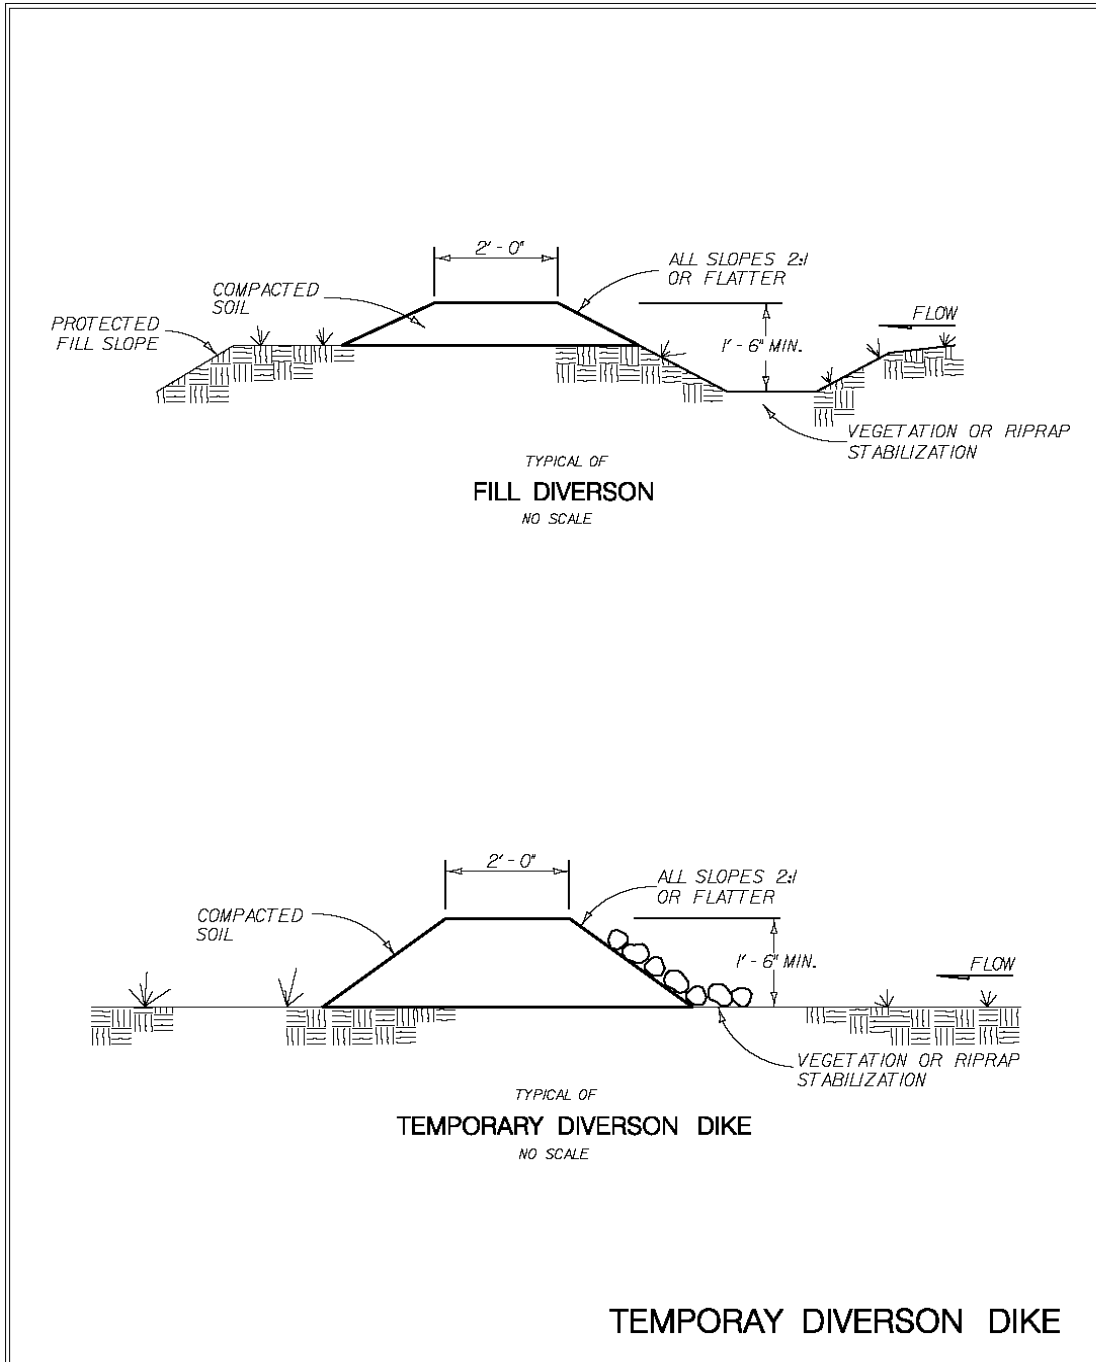 2'-0"
ALL SLOPES 2:1
OR FLATTER
COMPACTED
SOIL
PROTECTED
FILL SLOPE
FLOW
1'-6" MIN.
VEGETATION OR RIPRAP
STABILIZATION
TYPICAL OF
FILL DIVERSON
NO SCALE
2'-0"
ALL SLOPES 2:1
OR FLATTER
COMPACTED
SOIL
1'-6" MIN.
FLOW
VEGETATION OR RIPRAP
STABILIZATION
TYPICAL OF
TEMPORARY DIVERSON DIKE
NO SCALE
TEMPORAY DIVERSON DIKE